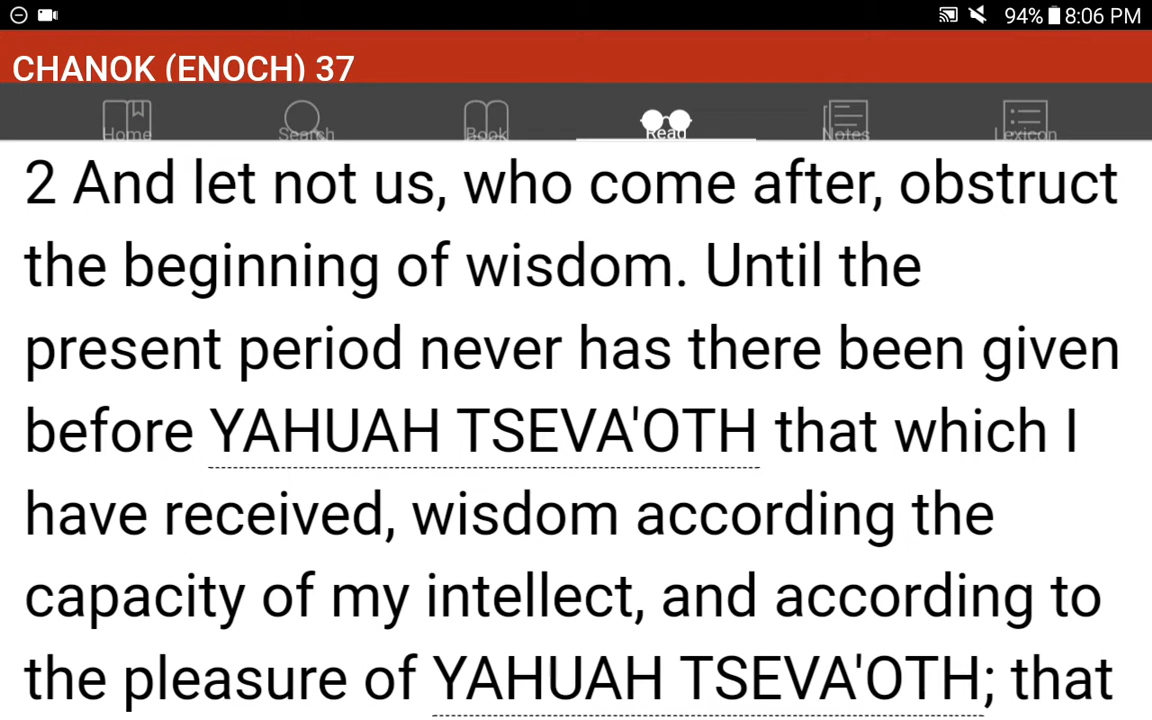 94% 8:06 PM
CHANOK (ENOCH) 37
Home Search Book Read Notes Lexicon
2 And let not us, who come after, obstruct
the beginning of wisdom. Until the
present period never has there been given
before YAHUAH TSEVA'OTH that which I
have received, wisdom according the
capacity of my intellect, and according to
the pleasure of YAHUAH TSEVA'OTH; that